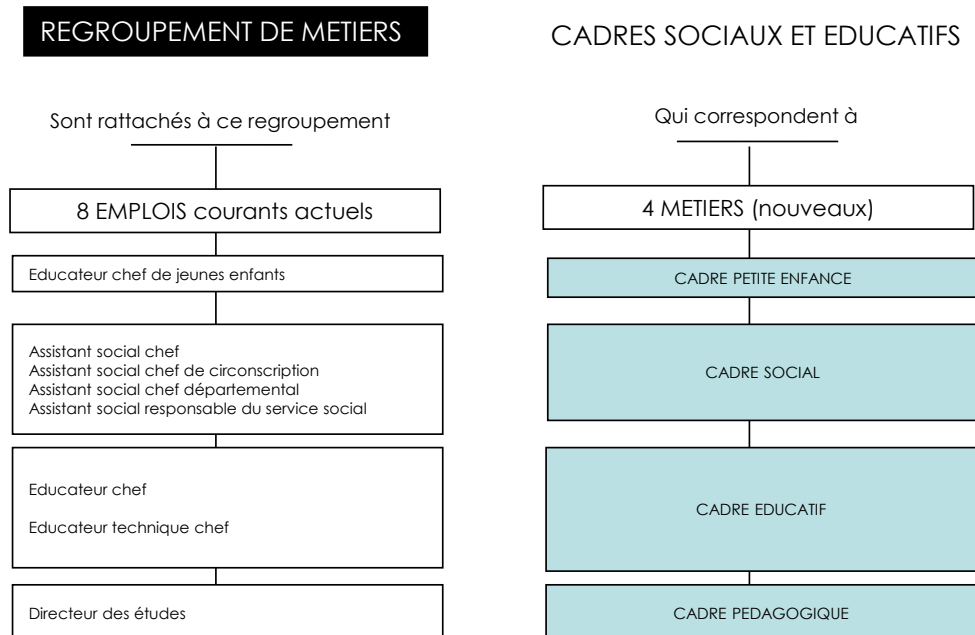 REGROUPEMENT DE METIERS
CADRES SOCIAUX ET EDUCATIFS
Sont rattachés à ce regroupement
Qui correspondent à
8 EMPLOIS courants actuels
4 METIERS (nouveaux)
Educateur chef de jeunes enfants
CADRE PETITE ENFANCE
Assistant social chef
Assistant social chef de circonscription
Assistant social chef départemental
Assistant social responsable du service social
CADRE SOCIAL
Educateur chef
Educateur technique chef
CADRE EDUCATIF
Directeur des études
CADRE PEDAGOGIQUE